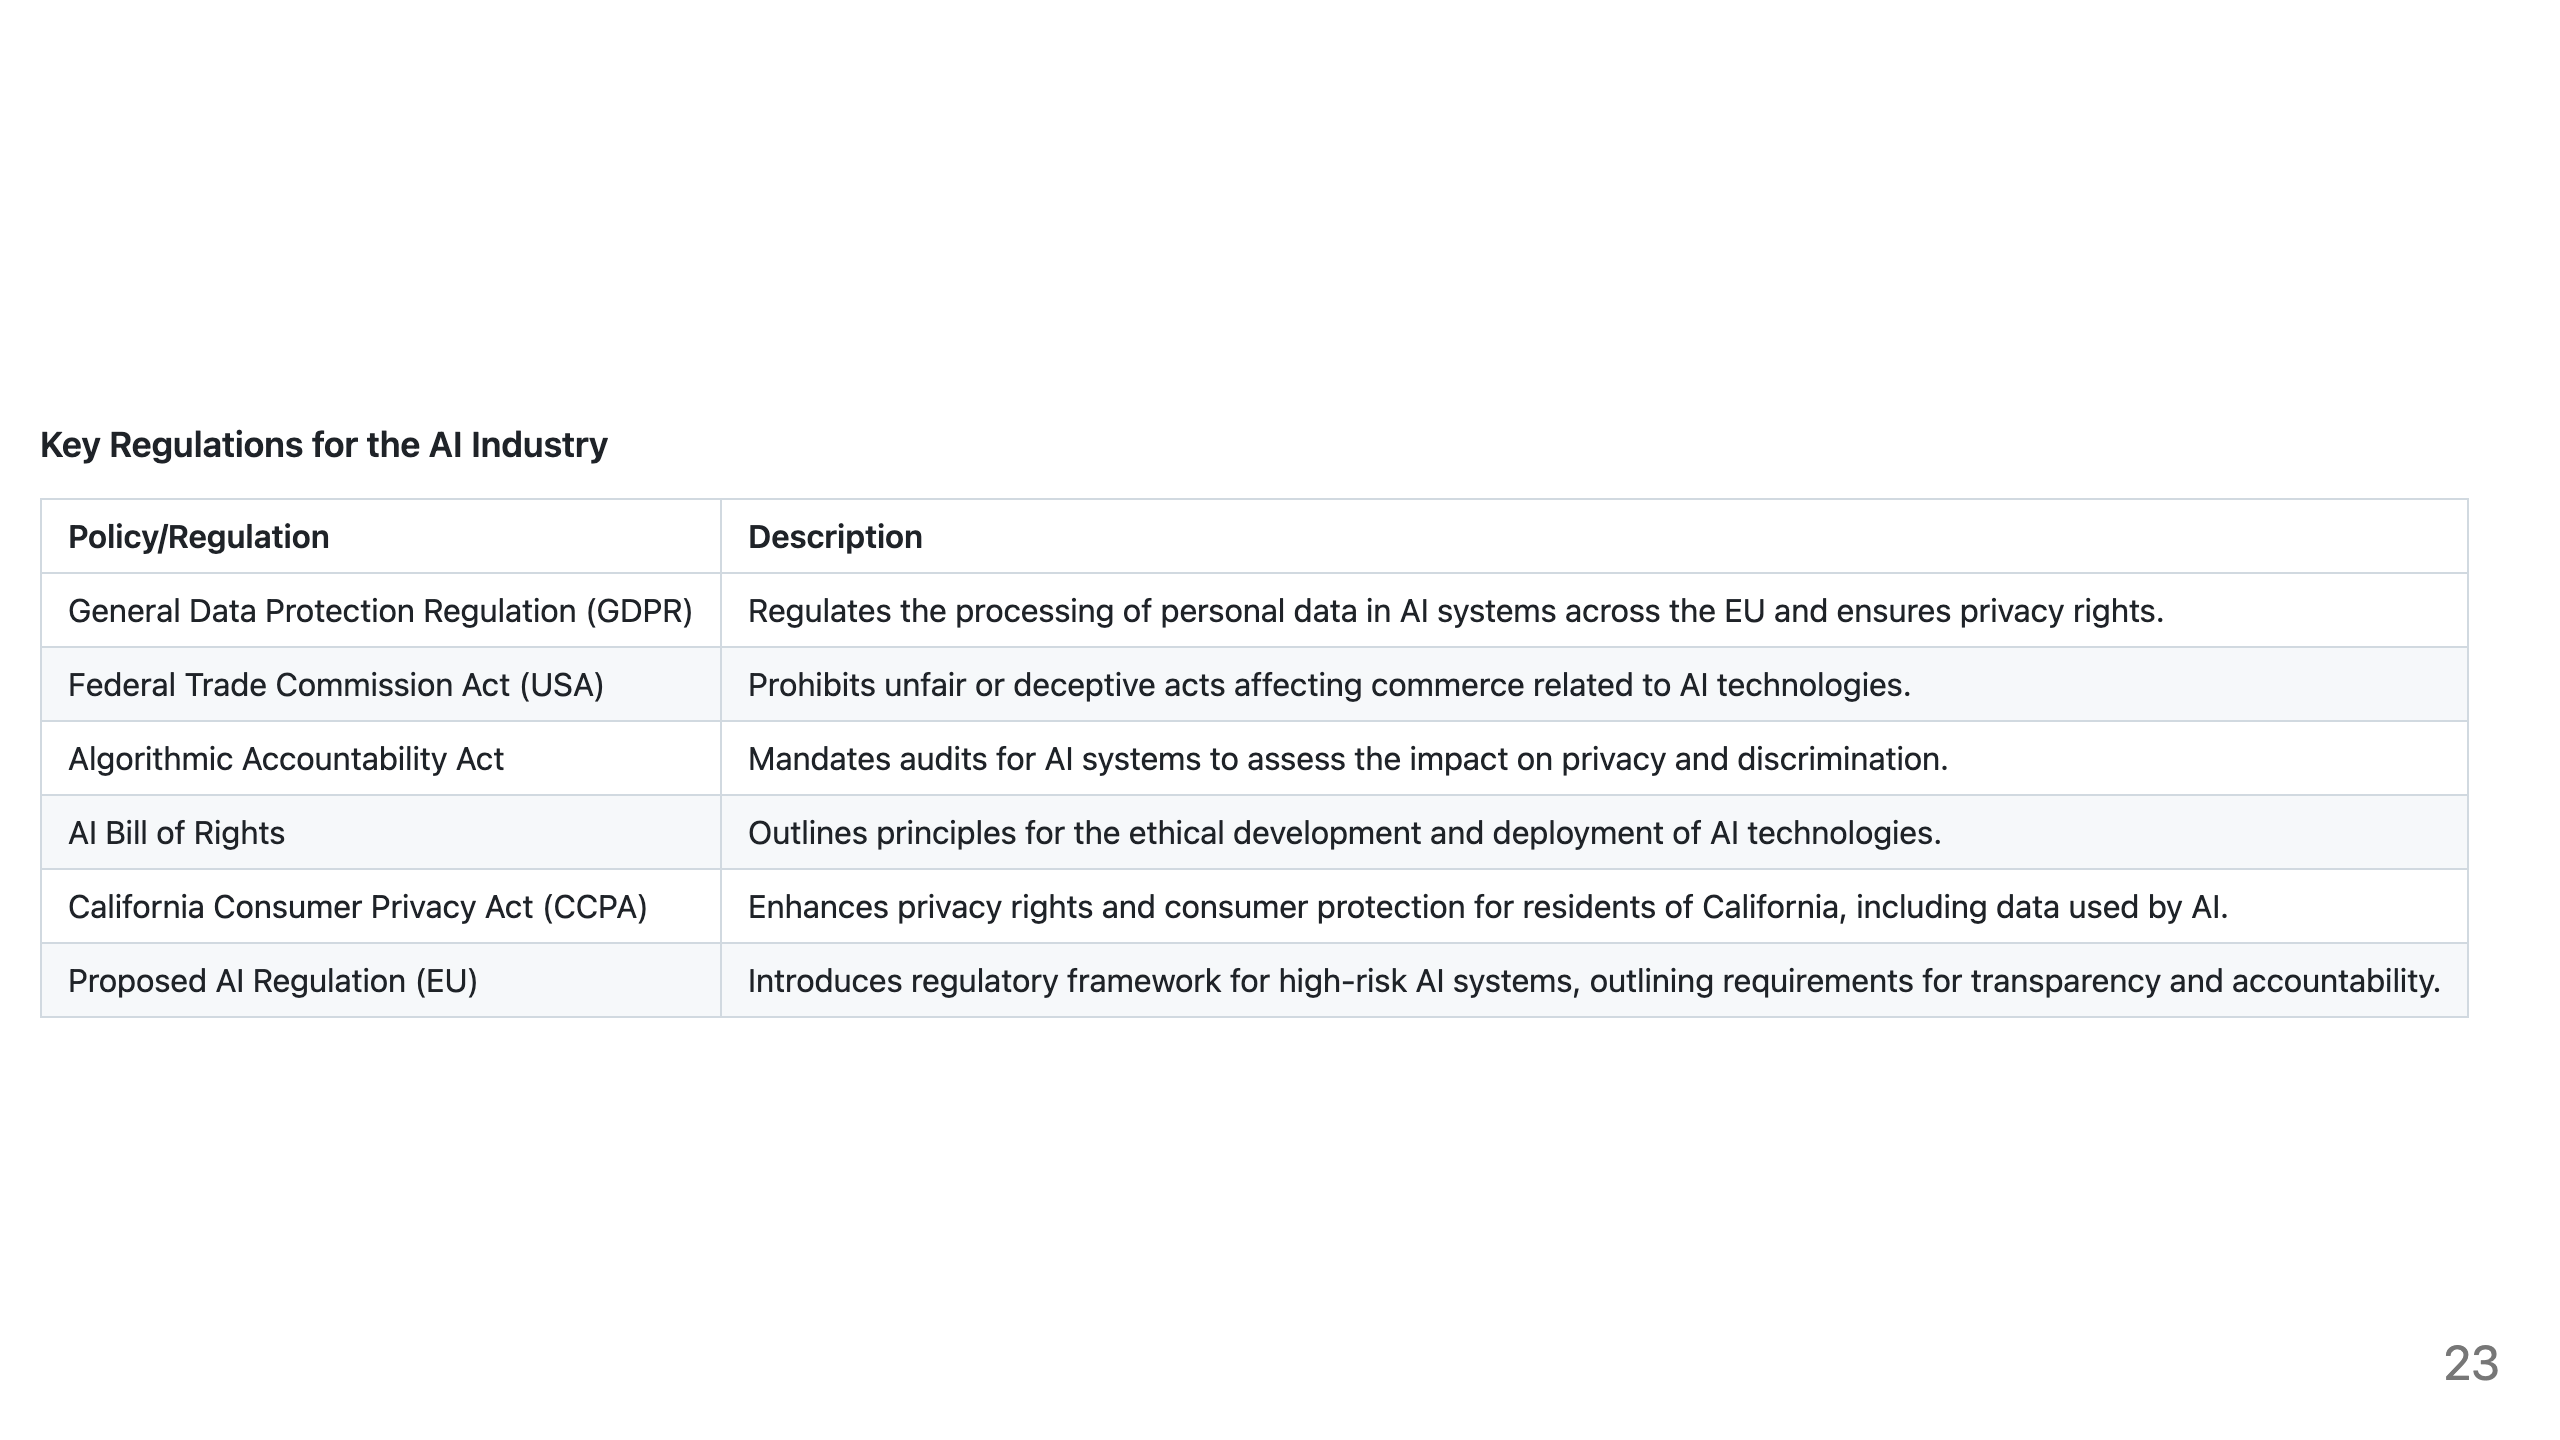 Key Regulations for the AI Industry
Policy/Regulation Description
General Data Protection Regulation (GDPR) Regulates the processing of personal data in AI systems across the EU and ensures privacy rights.
Federal Trade Commission Act (USA) Prohibits unfair or deceptive acts affecting commerce related to AI technologies.
Algorithmic Accountability Act Mandates audits for AI systems to assess the impact on privacy and discrimination.
AI Bill of Rights Outlines principles for the ethical development and deployment of AI technologies.
California Consumer Privacy Act (CCPA) Enhances privacy rights and consumer protection for residents of California, including data used by AI.
Proposed AI Regulation (EU) Introduces regulatory framework for high-risk AI systems, outlining requirements for transparency and accountability.
23